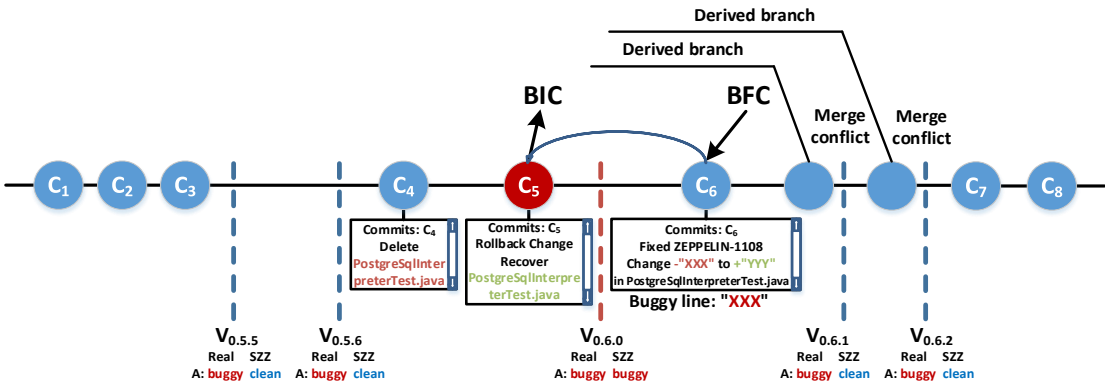 Derived branch
Derived branch
BIC
BFC
Merge
conflict
Merge
conflict
C1
C2
C3
C4
C5
C6
C7
C8
Commits: C4
Delete
PostgreSqlInter
preterTest.java
Commits: C5
Rollback Change
Recover
PostgreSqlInterpre
terTest.java
Commits: C6
Fixed ZEPPELIN-1108
Change -"XXX" to +"YYY"
in PostgreSqlInterpreterTest.java
Buggy line: "XXX"
V0.5.5
Real SZZ
A: buggy clean
V0.5.6
Real SZZ
A: buggy clean
V0.6.0
Real SZZ
A: buggy buggy
V0.6.1
Real SZZ
A: buggy clean
V0.6.2
Real SZZ
A: buggy clean